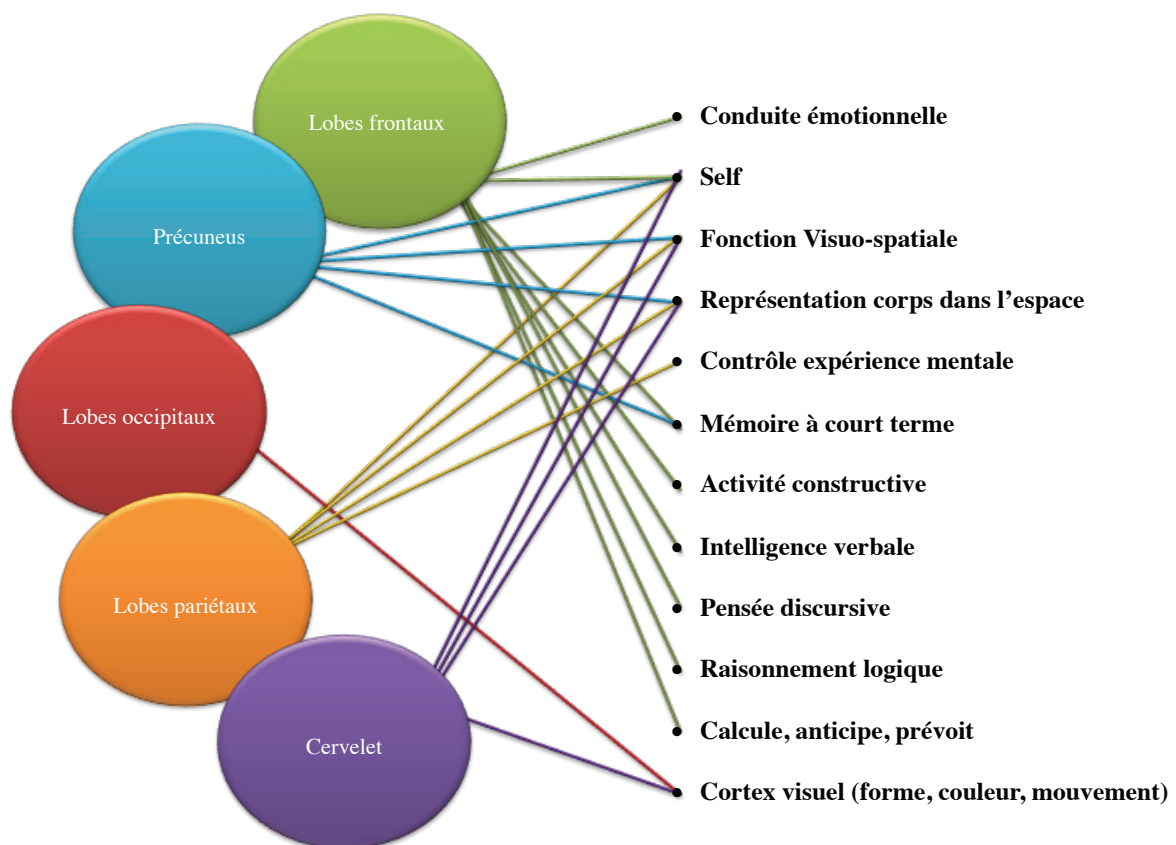 Lobes frontaux
Précuneus
Lobes occipitaux
Lobes pariétaux
Cervelet
• Conduite émotionnelle
• Self
• Fonction Visuo-spatiale
• Représentation corps dans l’espace
• Contrôle expérience mentale
• Mémoire à court terme
• Activité constructive
• Intelligence verbale
• Pensée discursive
• Raisonnement logique
• Calcule, anticipe, prévoit
• Cortex visuel (forme, couleur, mouvement)